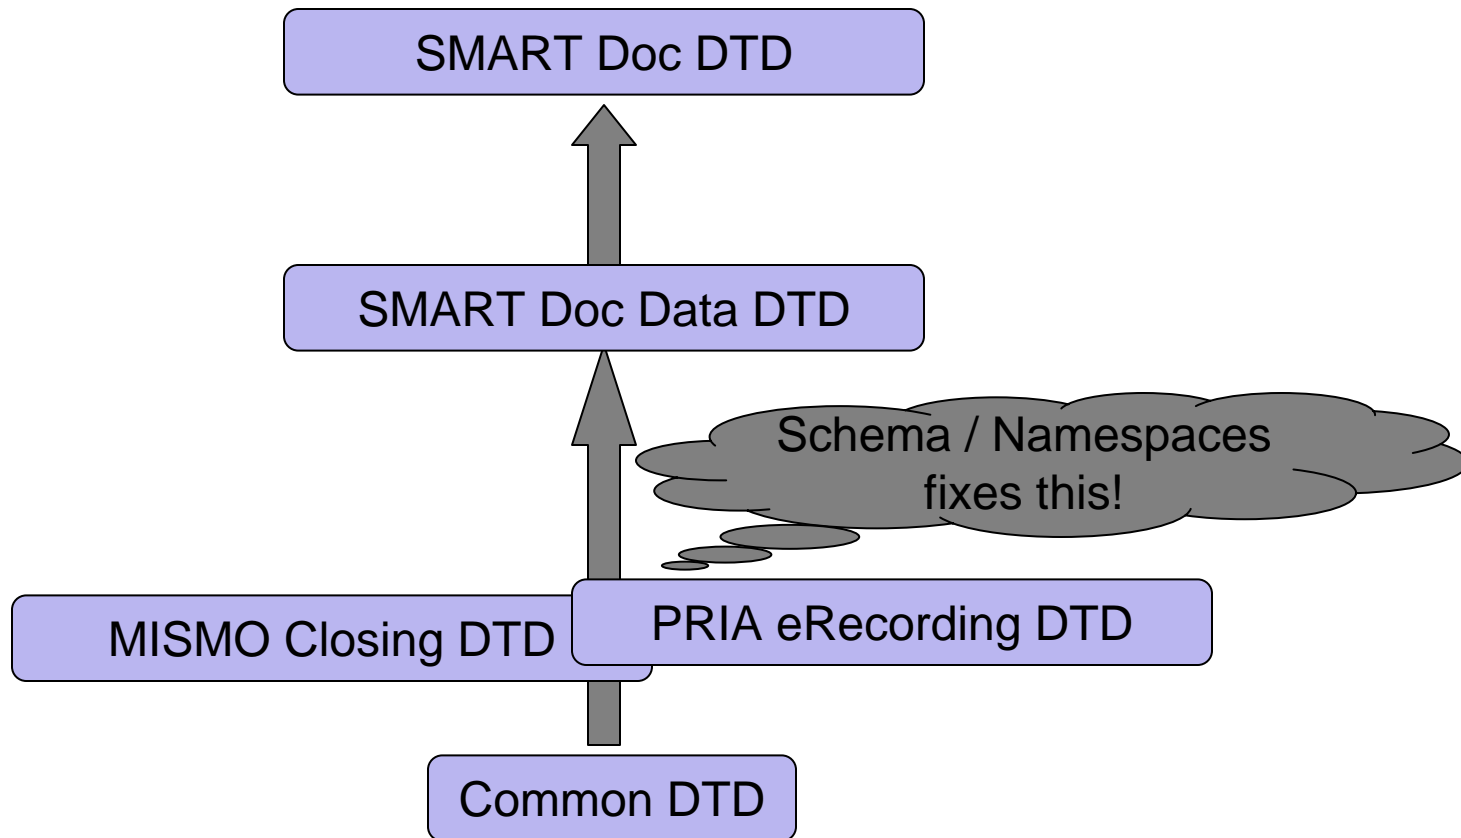 SMART Doc DTD
SMART Doc Data DTD
Schema / Namespaces
fixes this!
MISMO Closing DTD
PRIA eRecording DTD
Common DTD